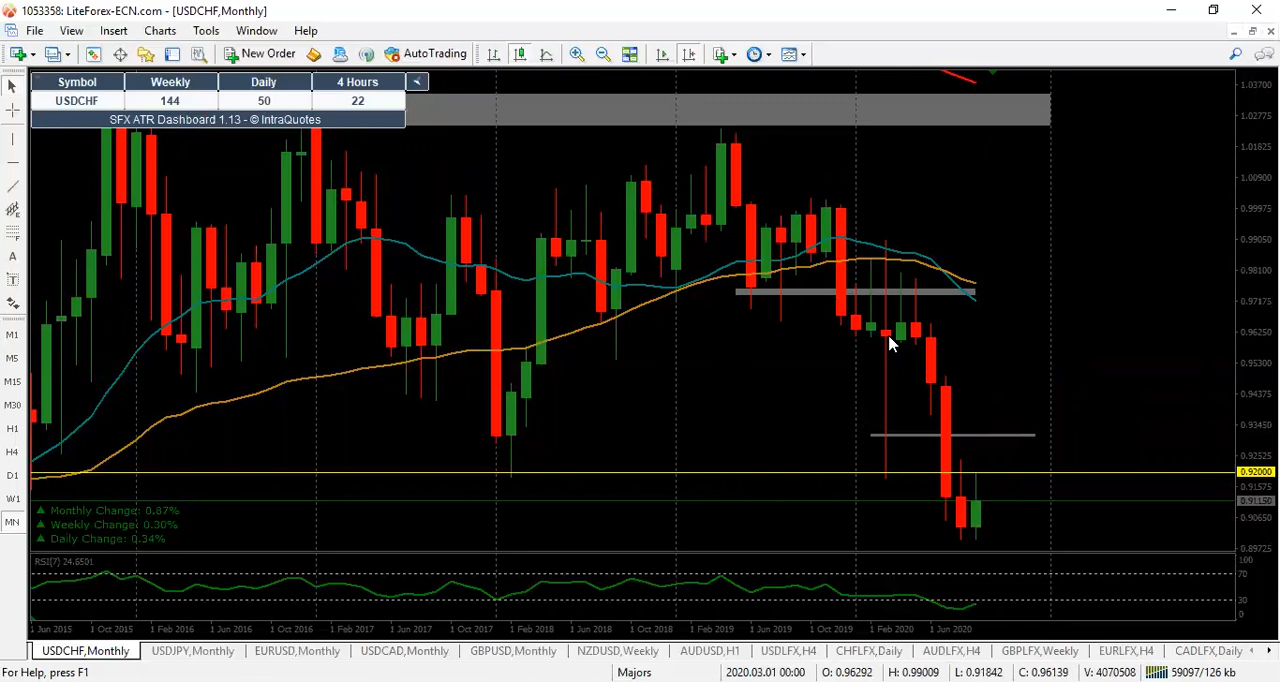 1053358: LiteForex-ECN.com - [USDCHF,Monthly]
File View Insert Charts Tools Window Help
New Order AutoTrading
Symbol Weekly Daily 4 Hours
USDCHF 144 50 22
SFX ATR Dashboard 1.13 - © IntraQuotes
1.03700
1.02775
1.01825
1.00900
0.99975
0.99050
0.98100
0.97175
0.96250
0.95300
0.94375
0.93450
0.92525
0.92000
0.91575
0.91150
0.90650
0.89725
A
T
M1
M5
M15
M30
H1
H4
D1
W1
MN
Monthly Change: 0.87%
Weekly Change: 0.30%
Daily Change: 0.34%
RSI(7) 24.6501
100
70
30
0
1 Jun 2015 1 Oct 2015 1 Feb 2016 1 Jun 2016 1 Oct 2016 1 Feb 2017 1 Jun 2017 1 Oct 2017 1 Feb 2018 1 Jun 2018 1 Oct 2018 1 Feb 2019 1 Jun 2019 1 Oct 2019 1 Feb 2020 1 Jun 2020
USDCHF,Monthly USDJPY,Monthly EURUSD,Monthly USDCAD,Monthly GBPUSD,Monthly NZDUSD,Weekly AUDUSD,H1 USDLFX,H4 CHFLFX,Daily AUDLFX,H4 GBPLFX,Weekly EURLFX,H4 CADLFX,Daily
For Help, press F1 Majors 2020.03.01 00:00 O: 0.96292 H: 0.99009 L: 0.91842 C: 0.96139 V: 4070508 59097/126 kb